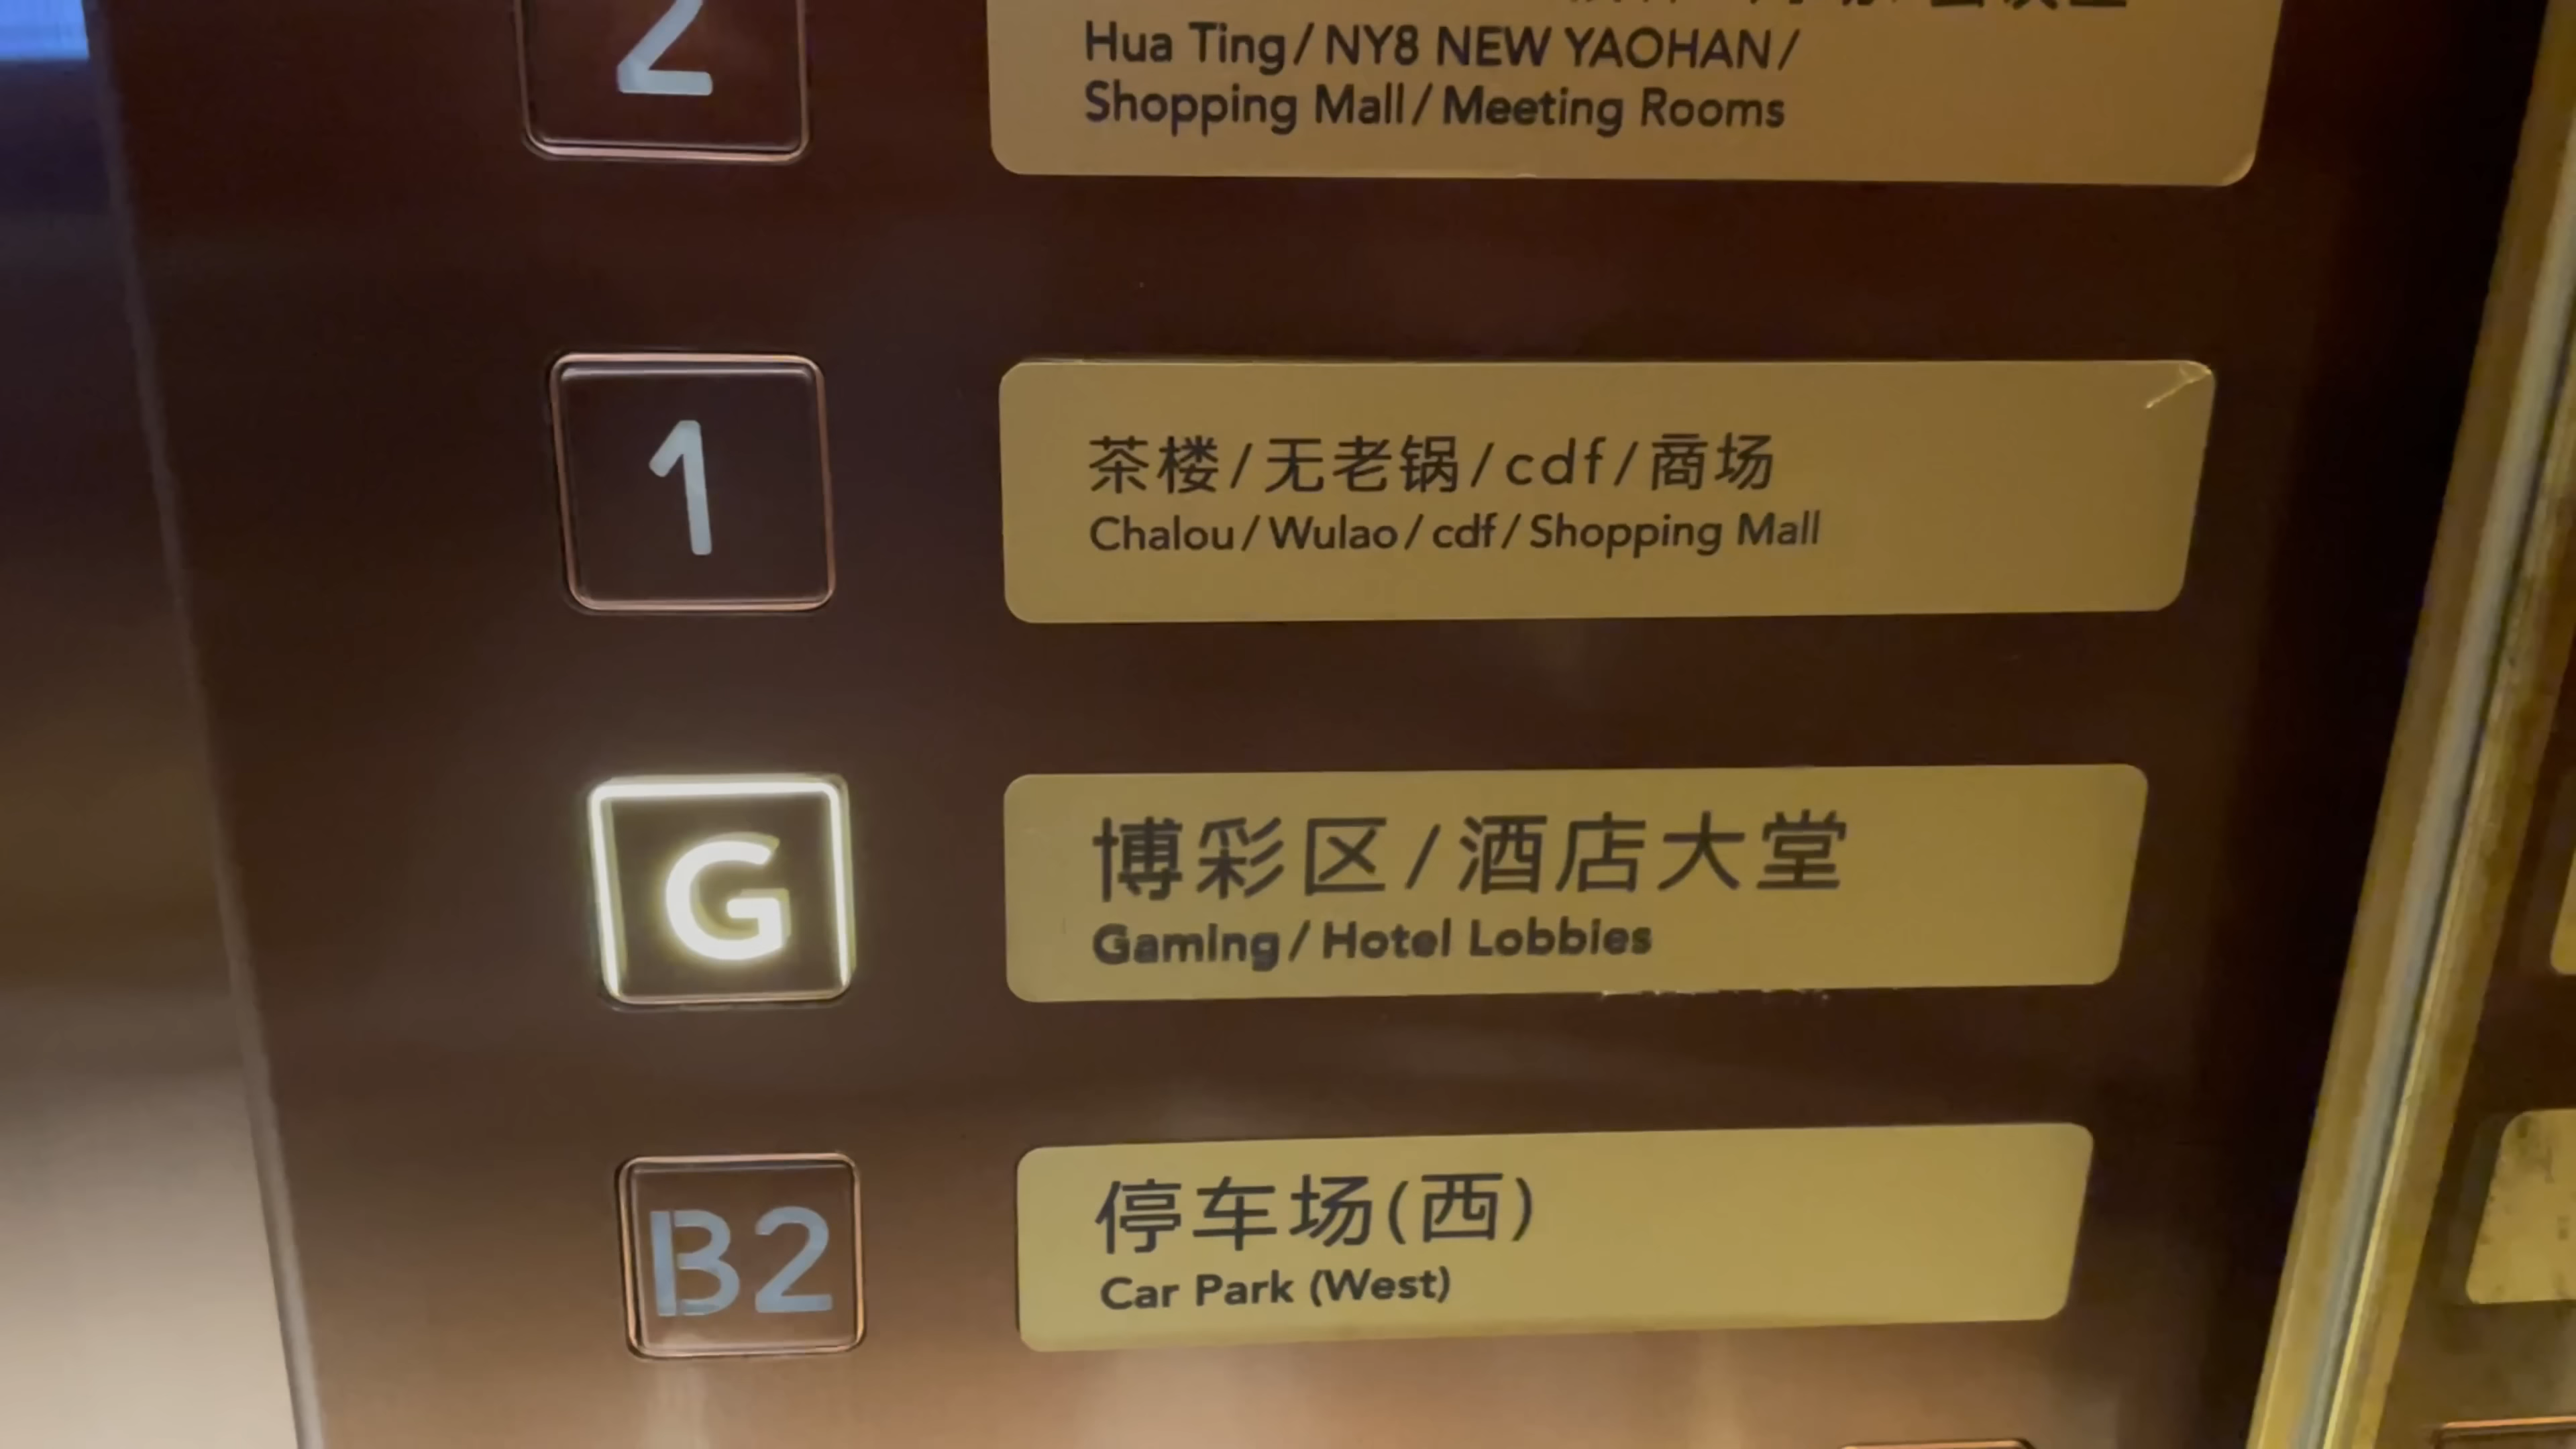 2
Hua Ting/NY8 NEW YAOHAN/
Shopping Mall/Meeting Rooms
1
茶楼/无老锅/cdf/商场
Chalou/Wulao/cdf/Shopping Mall
G
博彩区/酒店大堂
Gaming/Hotel Lobbies
B2
停车场(西)
Car Park (West)